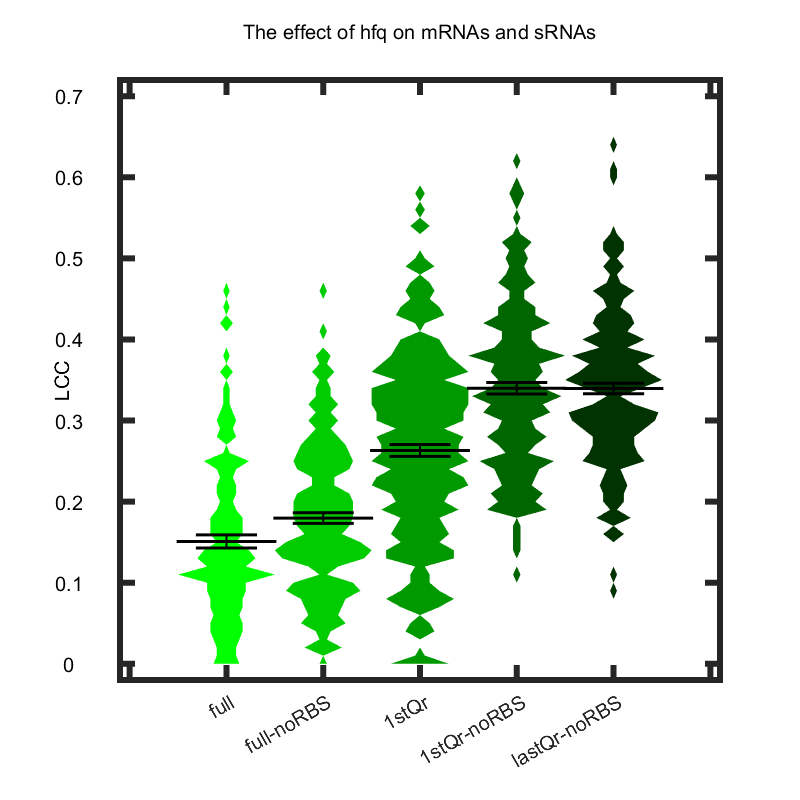 The effect of hfq on mRNAs and sRNAs
0.7
0.6
0.5
0.4
0.3
0.2
0.1
0
LCC
full
full-noRBS
1stQr
1stQr-noRBS
lastQr-noRBS